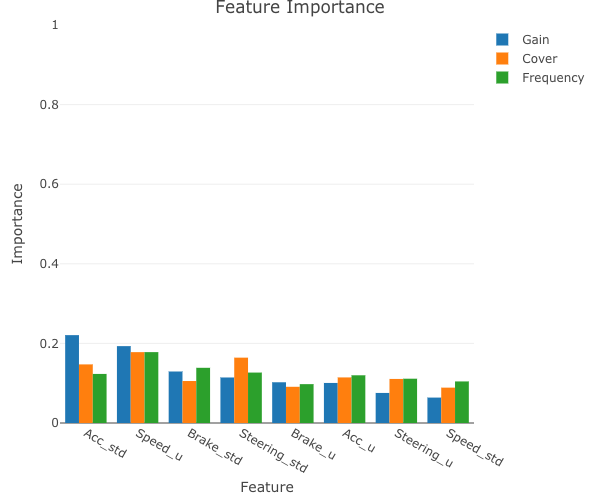 Feature Importance
1
0.8
0.6
0.4
0.2
0
Importance
Acc_std
Speed_u
Brake_std
Steering_std
Brake_u
Acc_u
Steering_u
Speed_std
Feature
Gain
Cover
Frequency